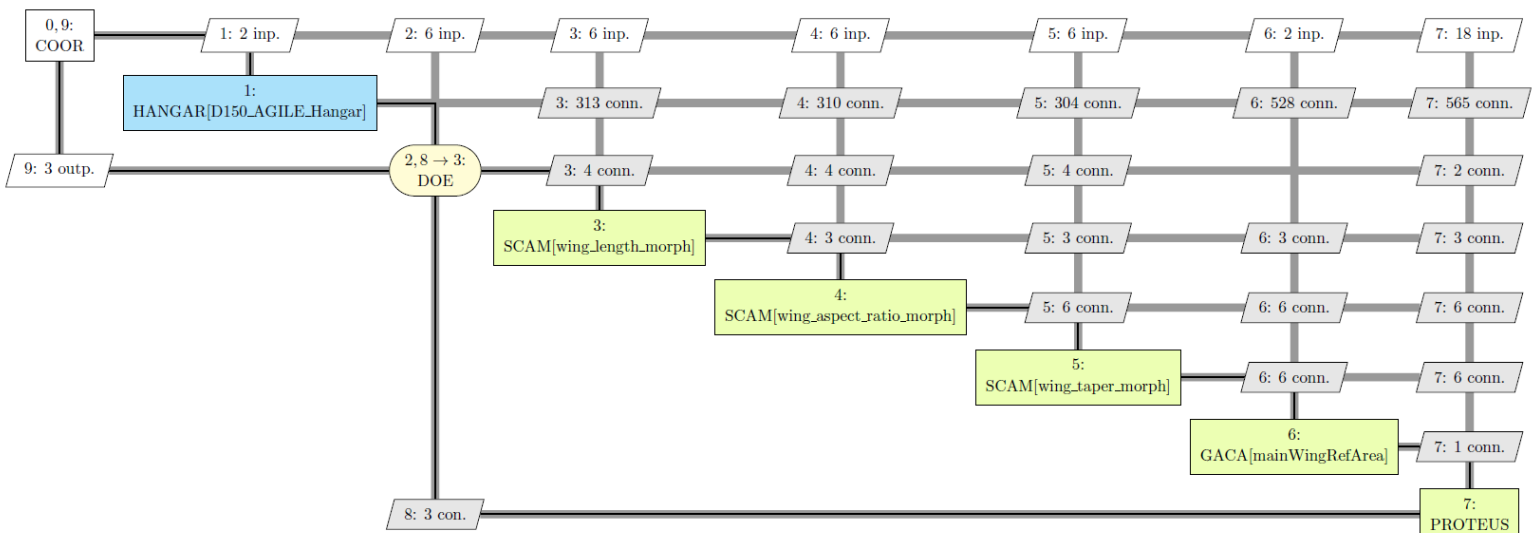 0, 9:
COOR
1: 2 inp.
2: 6 inp.
3: 6 inp.
4: 6 inp.
5: 6 inp.
6: 2 inp.
7: 18 inp.
1:
HANGAR[D150_AGILE_Hangar]
3: 313 conn.
4: 310 conn.
5: 304 conn.
6: 528 conn.
7: 565 conn.
9: 3 outp.
2, 8 → 3:
DOE
3: 4 conn.
4: 4 conn.
5: 4 conn.
7: 2 conn.
3:
SCAM[wing_length_morph]
4: 3 conn.
5: 3 conn.
6: 3 conn.
7: 3 conn.
4:
SCAM[wing_aspect_ratio_morph]
5: 6 conn.
6: 6 conn.
7: 6 conn.
5:
SCAM[wing_taper_morph]
6: 6 conn.
7: 6 conn.
6:
GACA[mainWingRefArea]
7: 1 conn.
8: 3 con.
7:
PROTEUS